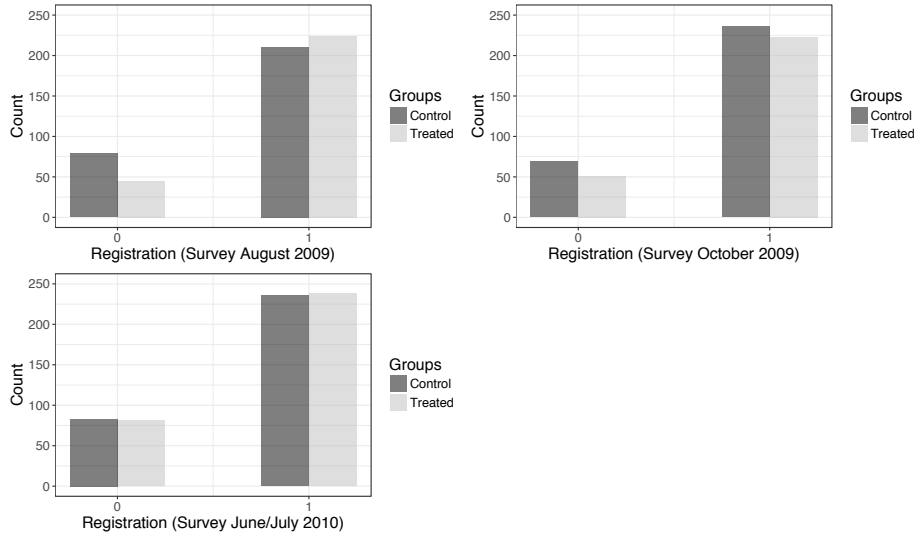 250
200
150
100
50
0
Count
0
1
Registration (Survey August 2009)
Groups
Control
Treated
250
200
150
100
50
0
Count
0
1
Registration (Survey October 2009)
Groups
Control
Treated
250
200
150
100
50
0
Count
0
1
Registration (Survey June/July 2010)
Groups
Control
Treated